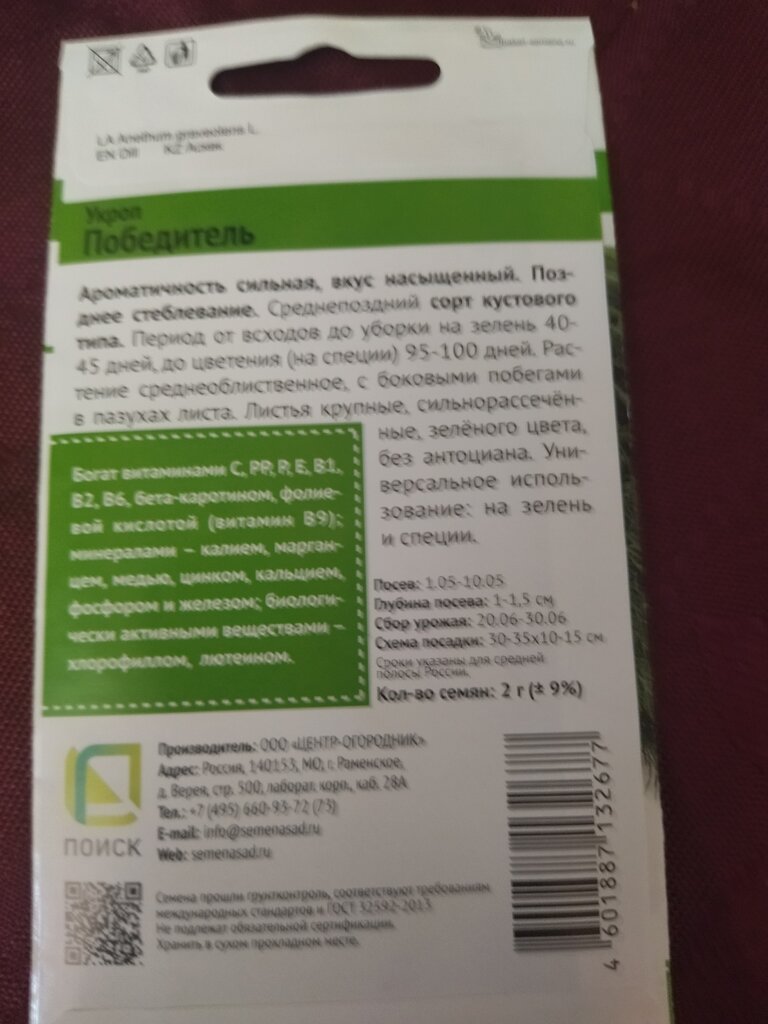 LA Anethum graveolens L.
EN Dill KZ Аскөк
Укроп
Победитель
Ароматичность сильная, вкус насыщенный. Позд-
нее стеблевание. Среднепоздний сорт кустового
типа. Период от всходов до уборки на зелень 40-
45 дней, до цветения (на специи) 95-100 дней. Рас-
тение среднеоблиственное, с боковыми побегами
в пазухах листа. Листья крупные, сильнорассечён-
ные, зелёного цвета,
без антоциана. Уни-
версальное исполь-
зование: на зелень
и специи.
Богат витаминами С, РР, Р, Е, В1,
В2, В6, бета-каротином, фолие-
вой кислотой (витамин В9);
минералами – калием, марган-
цем, медью, цинком, кальцием,
фосфором и железом; биологи-
чески активными веществами –
хлорофиллом, лютеином.
Посев: 1.05-10.05
Глубина посева: 1-1,5 см
Сбор урожая: 20.06-30.06
Схема посадки: 30-35х10-15 см
Сроки указаны для средней
полосы России.
Кол-во семян: 2 г (± 9%)
ПОИСК
Производитель: ООО «ЦЕНТР-ОГОРОДНИК»
Адрес: Россия, 140153, МО, г. Раменское,
д. Верея, стр. 500, лаборат. корп., каб. 28А
Тел.: +7 (495) 660-93-72 (73)
E-mail: info@semenasad.ru
Web: semenasad.ru
Семена прошли грунтконтроль, соответствуют требованиям
международных стандартов и ГОСТ 32592-2013.
Не подлежат обязательной сертификации.
Хранить в сухом прохладном месте.
4 601887 132677